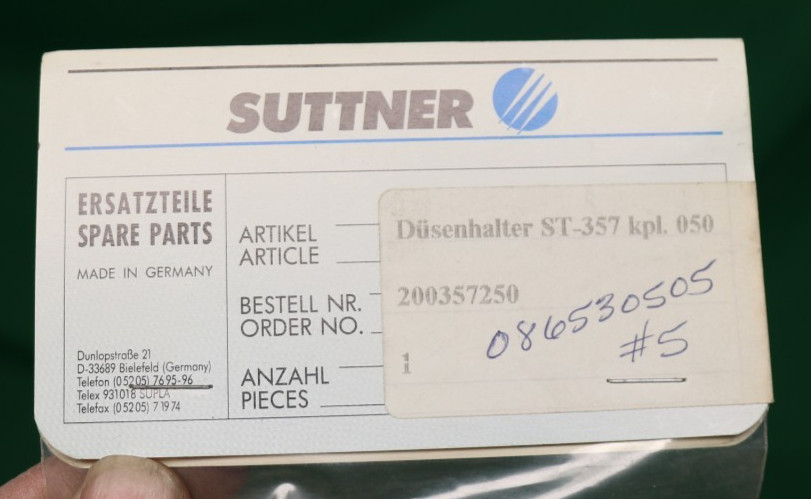 SUTTNER
ERSATZTEILE
SPARE PARTS
MADE IN GERMANY
Dunlopstraße 21
D-33689 Bielefeld (Germany)
Telefon (05205) 7695-96
Telex 931018 SUPLA
Telefax (05205) 71974
ARTIKEL
ARTICLE
BESTELL NR.
ORDER NO.
ANZAHL
PIECES
Düsenhalter ST-357 kpl. 050
200357250
1
086530505
#5